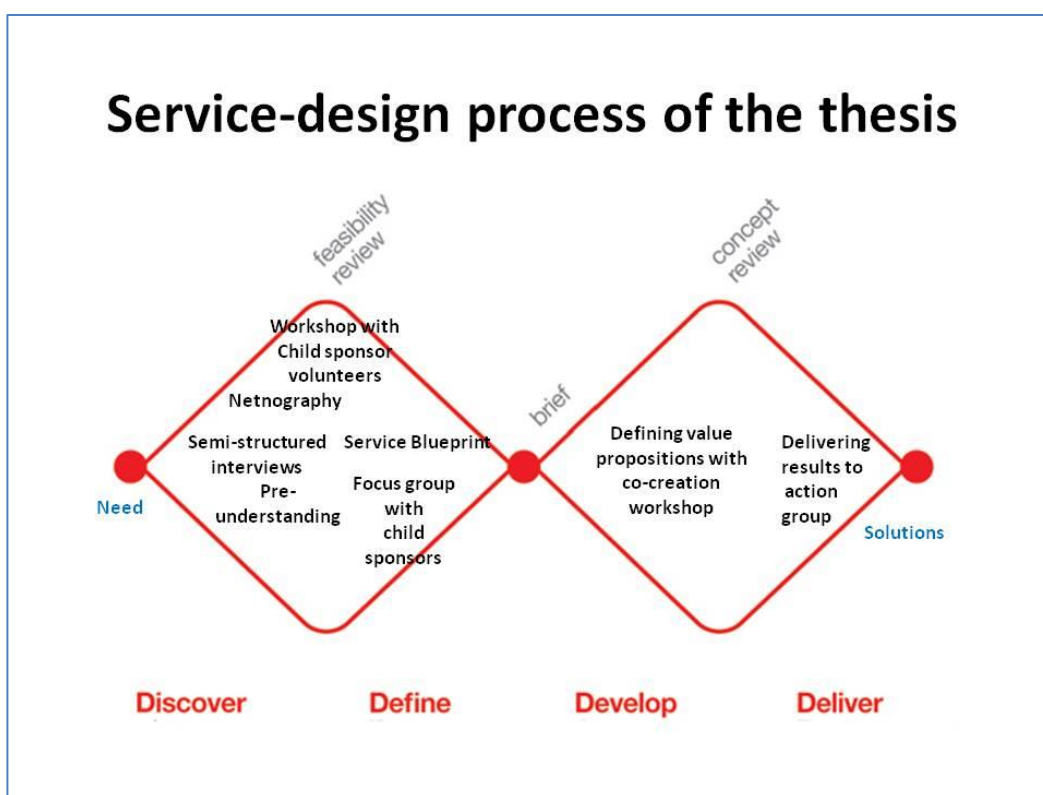 Service-design process of the thesis
feasibility
review
concept
review
Workshop with
Child sponsor
volunteers
Netnography
Semi-structured
interviews
Pre-
understanding
Service Blueprint
Focus group
with
child
sponsors
brief
Defining value
propositions with
co-creation
workshop
Delivering
results to
action
group
Need
Solutions
Discover
Define
Develop
Deliver